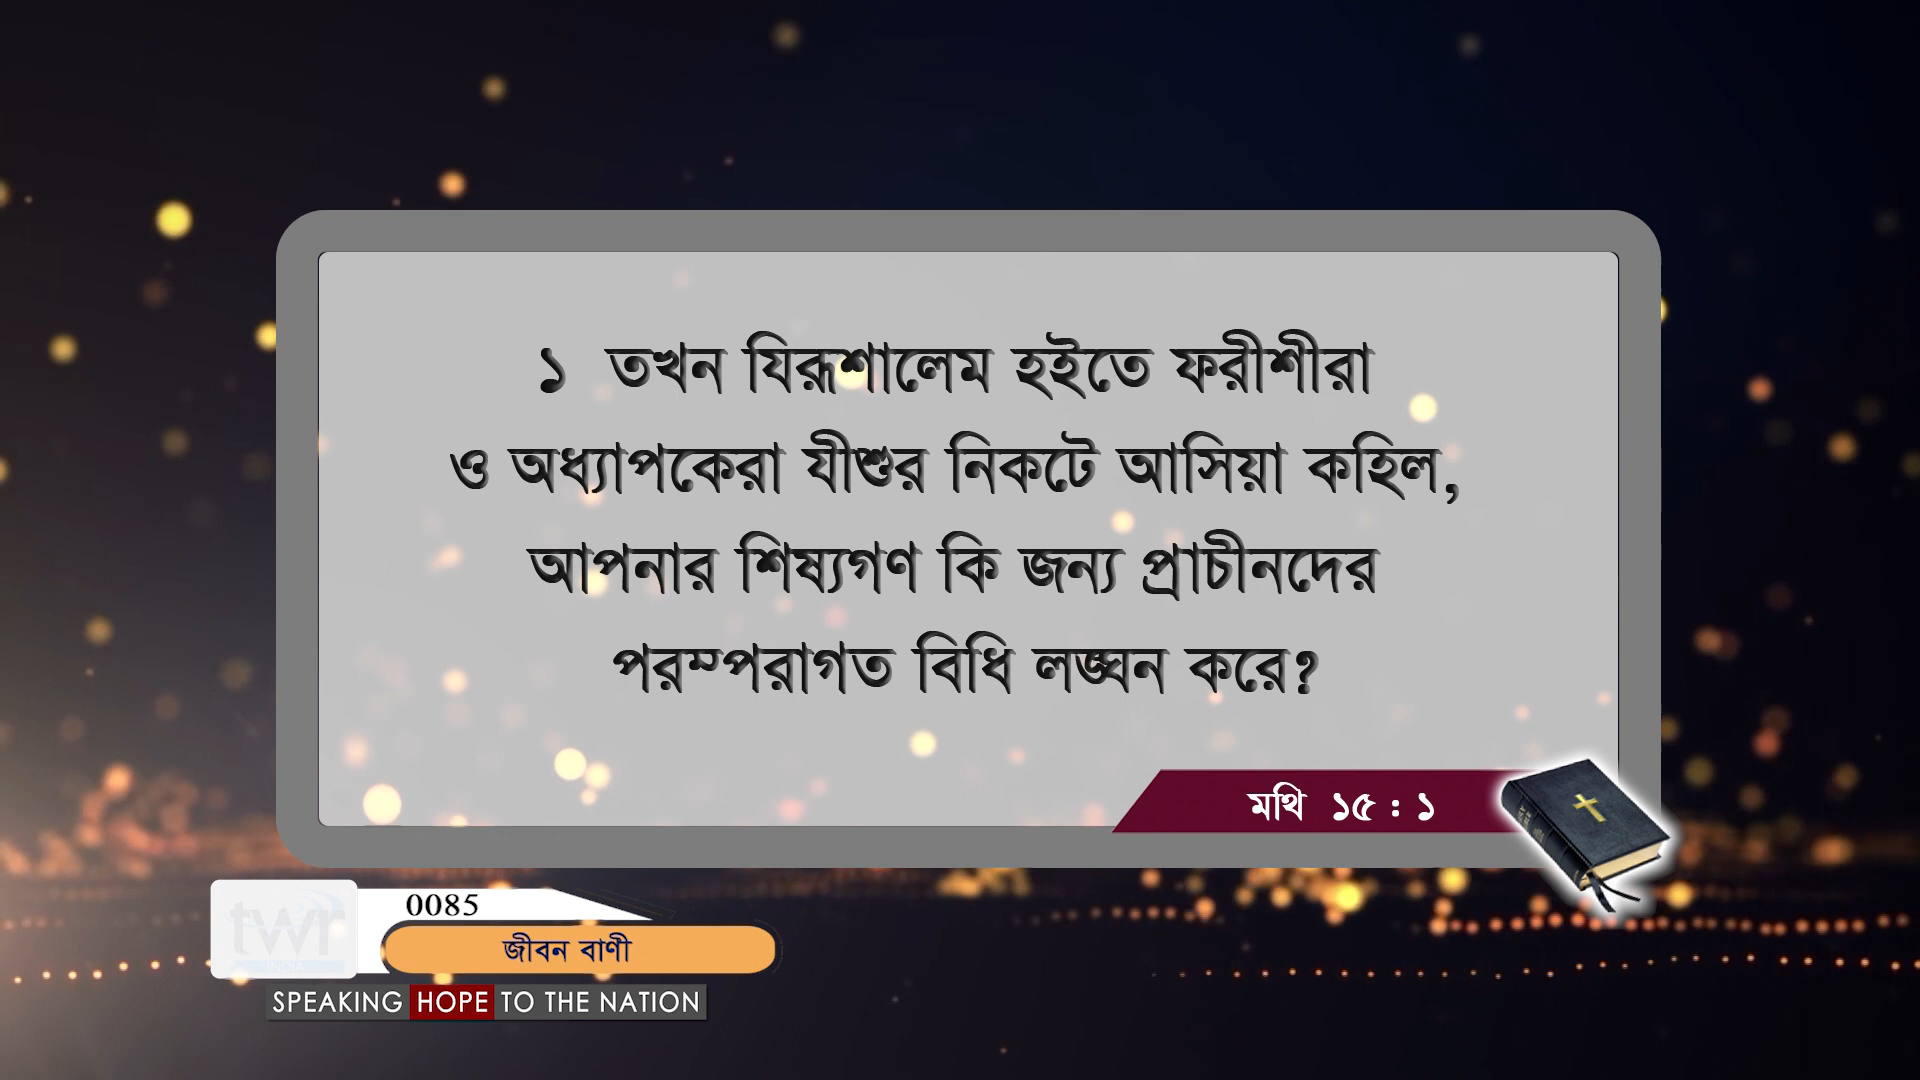 ১ তখন যিরূশালেম হইতে ফরীশীরা
ও অধ্যাপকেরা যীশুর নিকটে আসিয়া কহিল,
আপনার শিষ্যগণ কি জন্য প্রাচীনদের
পরম্পরাগত বিধি লঙ্ঘন করে?
মথি ১৫ : ১
twr
0085
জীবন বাণী
SPEAKING HOPE TO THE NATION